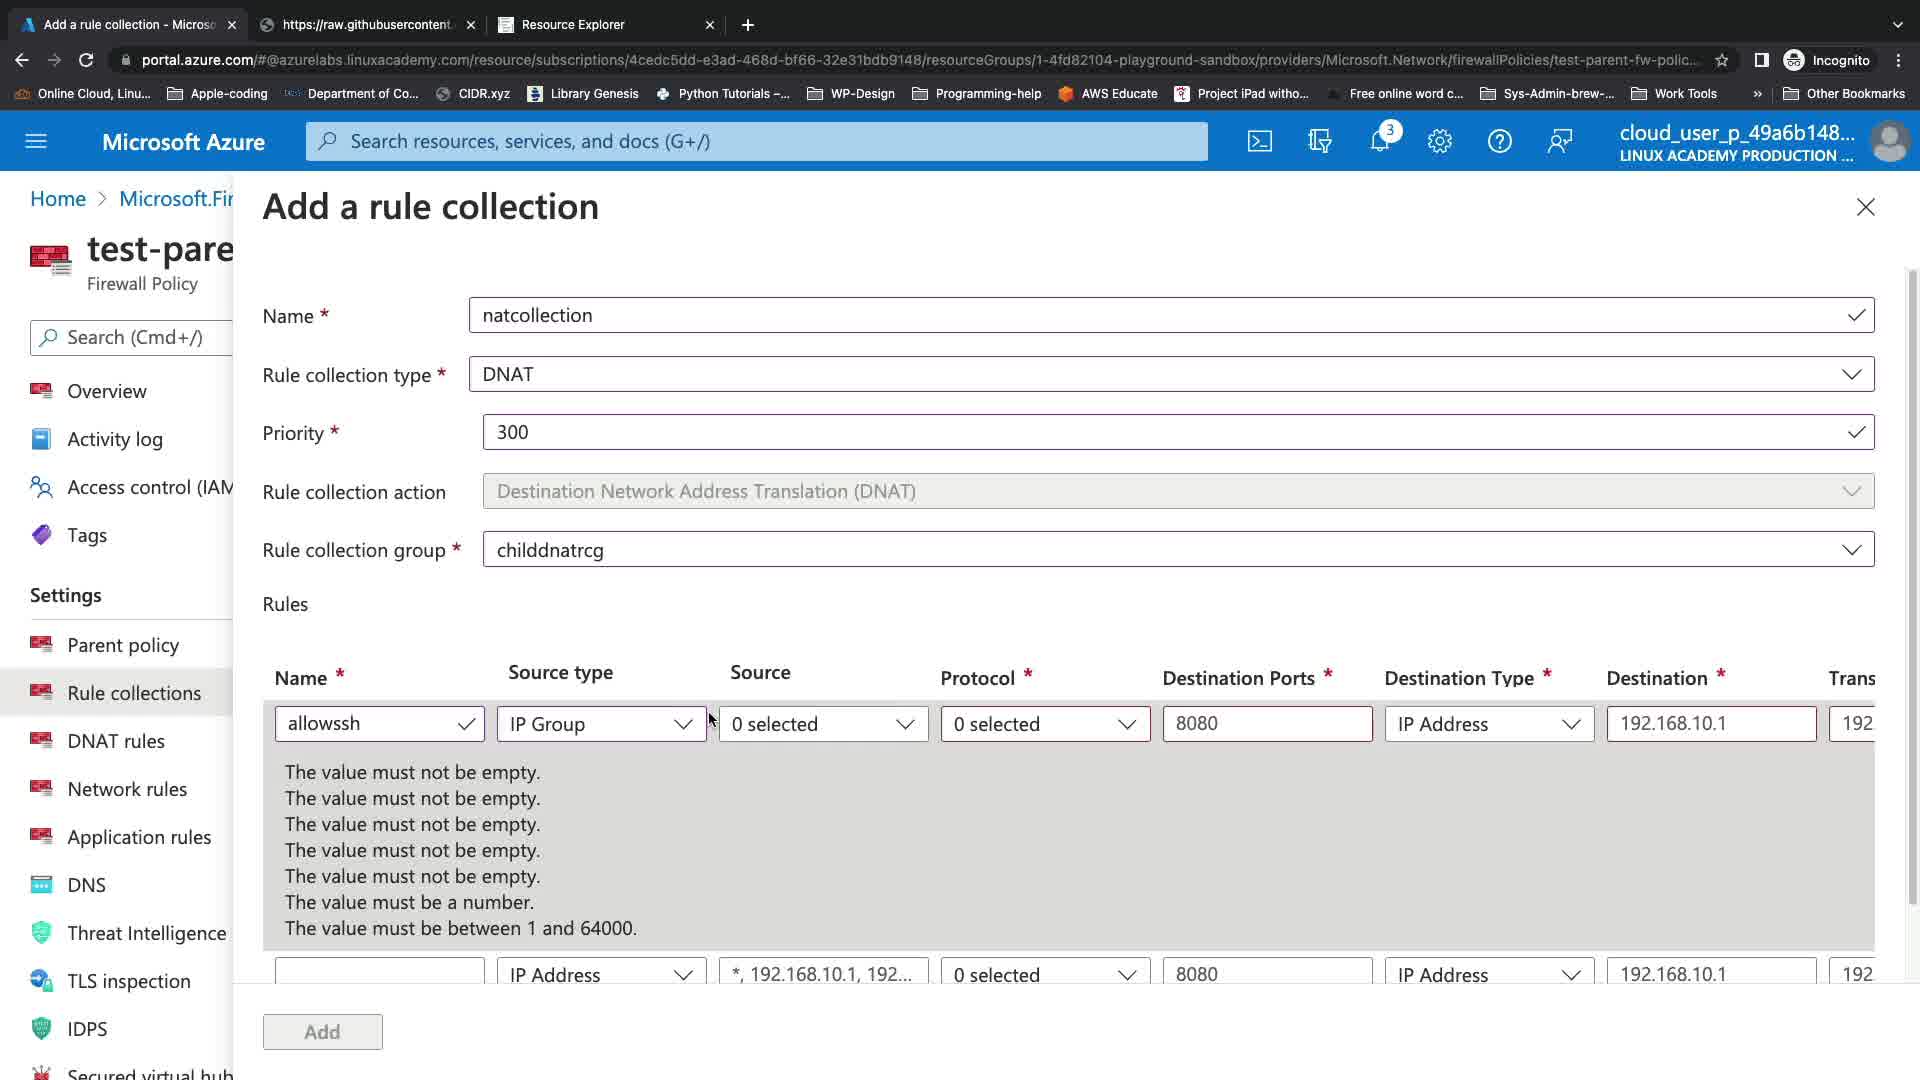 Add a rule collection - Microso
https://raw.githubusercontent.
Resource Explorer
portal.azure.com/#@azurelabs.linuxacademy.com/resource/subscriptions/4cedc5dd-e3ad-468d-bf66-32e31bdb9148/resourceGroups/1-4fd82104-playground-sandbox/providers/Microsoft.Network/firewallPolicies/test-parent-fw-polic...
Incognito
Online Cloud, Linu...
Apple-coding
Department of Co...
CIDR.xyz
Library Genesis
Python Tutorials –...
WP-Design
Programming-help
AWS Educate
Project iPad witho...
Free online word c...
Sys-Admin-brew-...
Work Tools
»
Other Bookmarks
Microsoft Azure
Search resources, services, and docs (G+/)
3
cloud_user_p_49a6b148...
LINUX ACADEMY PRODUCTION ...
Home > Microsoft.Fir
test-pare
Firewall Policy
Search (Cmd+/)
Overview
Activity log
Access control (IAM
Tags
Settings
Parent policy
Rule collections
DNAT rules
Network rules
Application rules
DNS
Threat Intelligence
TLS inspection
IDPS
Secured virtual hub
Add a rule collection
Name *
natcollection
Rule collection type *
DNAT
Priority *
300
Rule collection action
Destination Network Address Translation (DNAT)
Rule collection group *
childdnatrcg
Rules
Name * Source type Source Protocol * Destination Ports * Destination Type * Destination * Trans
allowssh IP Group 0 selected 0 selected 8080 IP Address 192.168.10.1 192.
The value must not be empty.
The value must not be empty.
The value must not be empty.
The value must not be empty.
The value must not be empty.
The value must be a number.
The value must be between 1 and 64000.
IP Address *, 192.168.10.1, 192... 0 selected 8080 IP Address 192.168.10.1 192.
Add